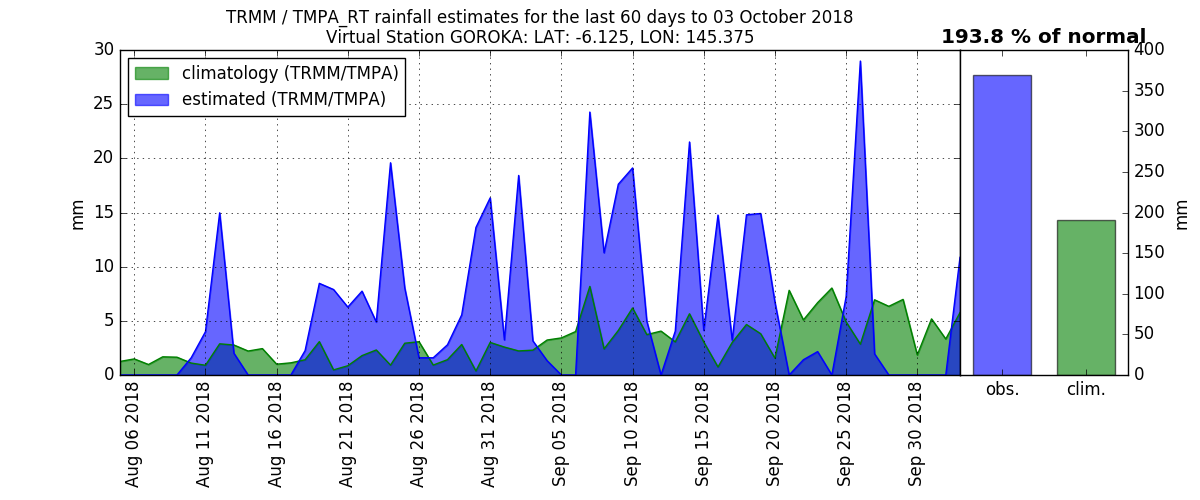 TRMM / TMPA_RT rainfall estimates for the last 60 days to 03 October 2018
Virtual Station GOROKA: LAT: -6.125, LON: 145.375
193.8 % of normal
climatology (TRMM/TMPA)
estimated (TRMM/TMPA)
30
25
20
15
10
5
0
mm
Aug 06 2018
Aug 11 2018
Aug 16 2018
Aug 21 2018
Aug 26 2018
Aug 31 2018
Sep 05 2018
Sep 10 2018
Sep 15 2018
Sep 20 2018
Sep 25 2018
Sep 30 2018
400
350
300
250
200
150
100
50
0
mm
obs.
clim.